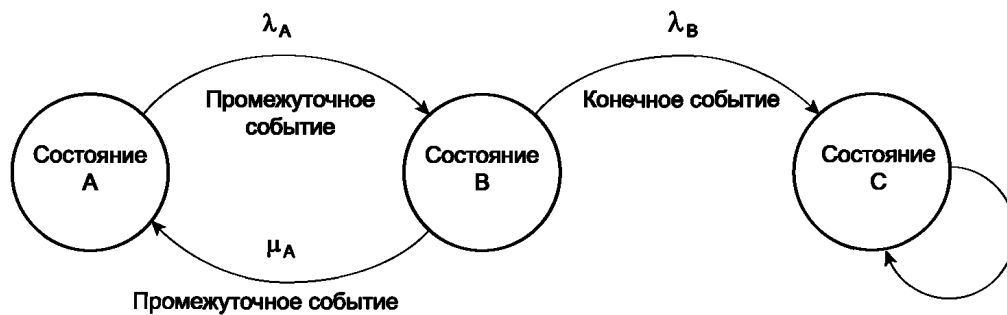 λA
λB
Промежуточное
событие
Конечное событие
Состояние
A
Состояние
B
Состояние
C
μA
Промежуточное событие